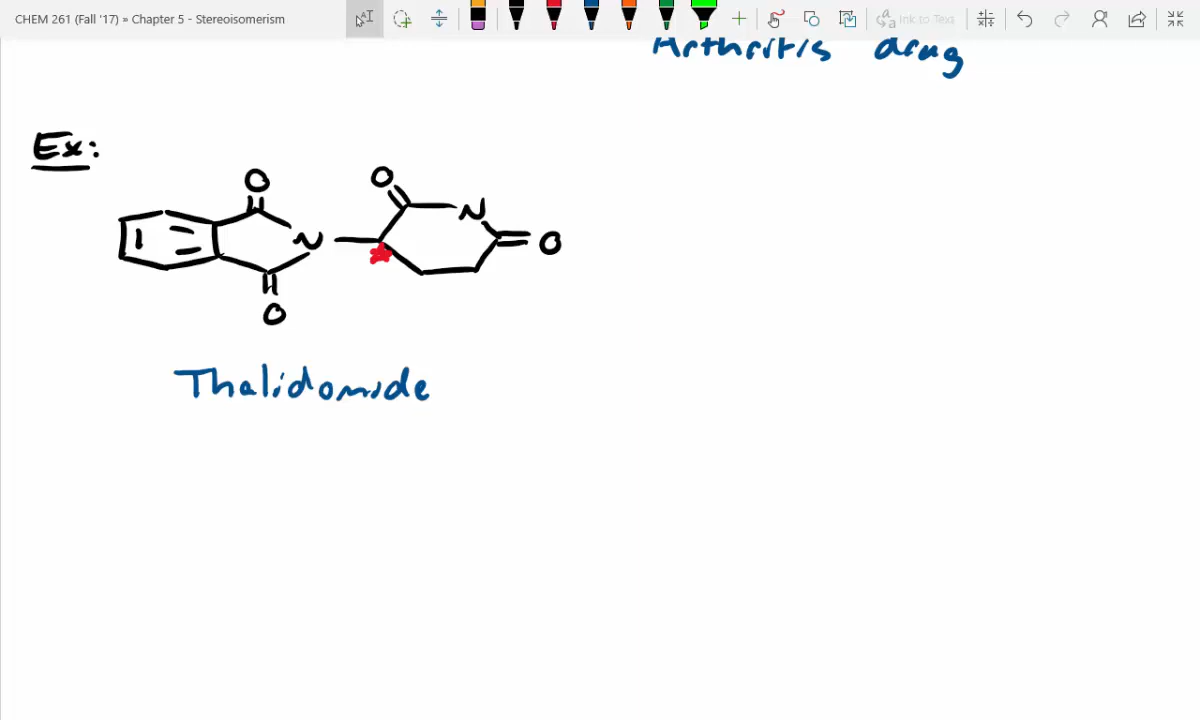 CHEM 261 (Fall '17) » Chapter 5 - Stereoisomerism
Ink to Text
Arthritis drug
Ex:
O
O
N
N
O
O
Thalidomide